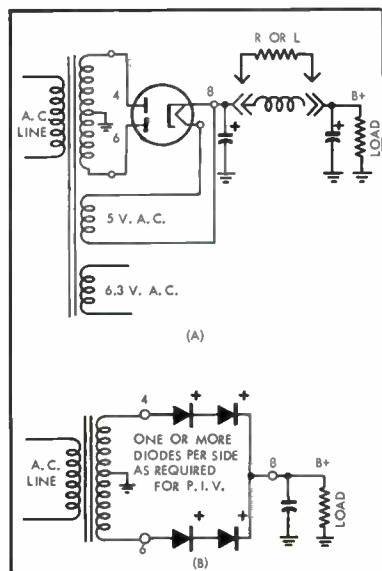 R OR L
8
B+
4
A.C.
LINE
6
+
+
LOAD
5 V. A.C.
6.3 V. A.C.
(A)
4
+
+
ONE OR MORE
DIODES PER SIDE
AS REQUIRED
FOR P.I.V.
A.C.
LINE
8
B+
LOAD
+
+
6
(B)